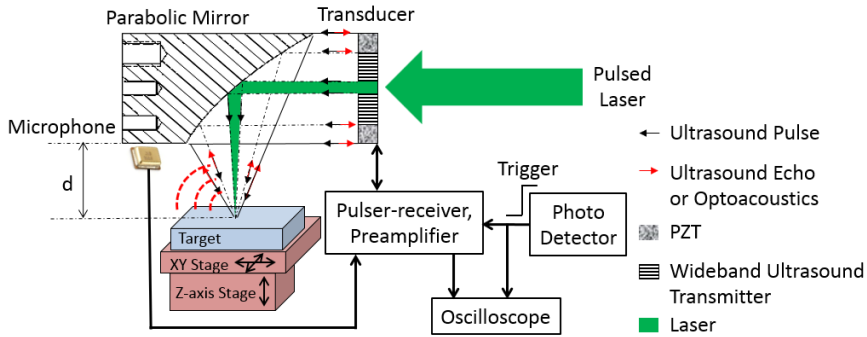 Parabolic Mirror
Transducer
Pulsed
Laser
Microphone
d
Ultrasound Pulse
Ultrasound Echo
or Optoacoustics
PZT
Wideband Ultrasound
Transmitter
Laser
Trigger
Pulser-receiver,
Preamplifier
Photo
Detector
Target
XY Stage
Z-axis Stage
Oscilloscope